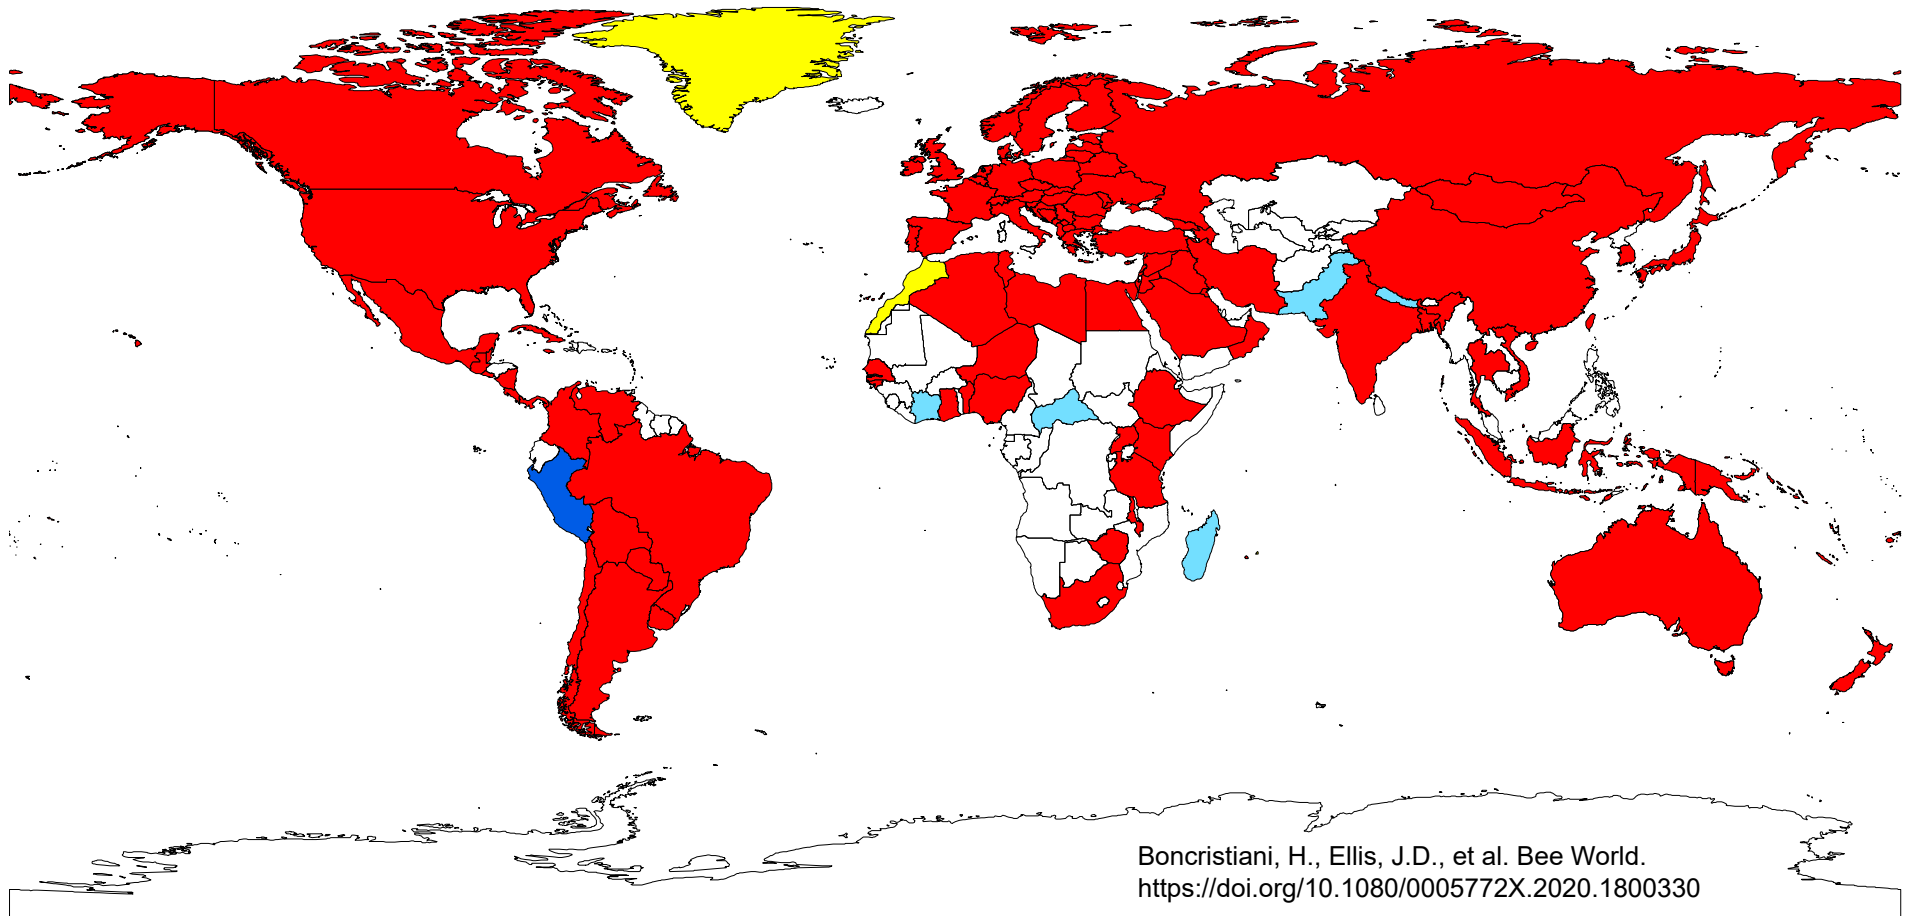 Boncristiani, H., Ellis, J.D., et al. Bee World.
https://doi.org/10.1080/0005772X.2020.1800330